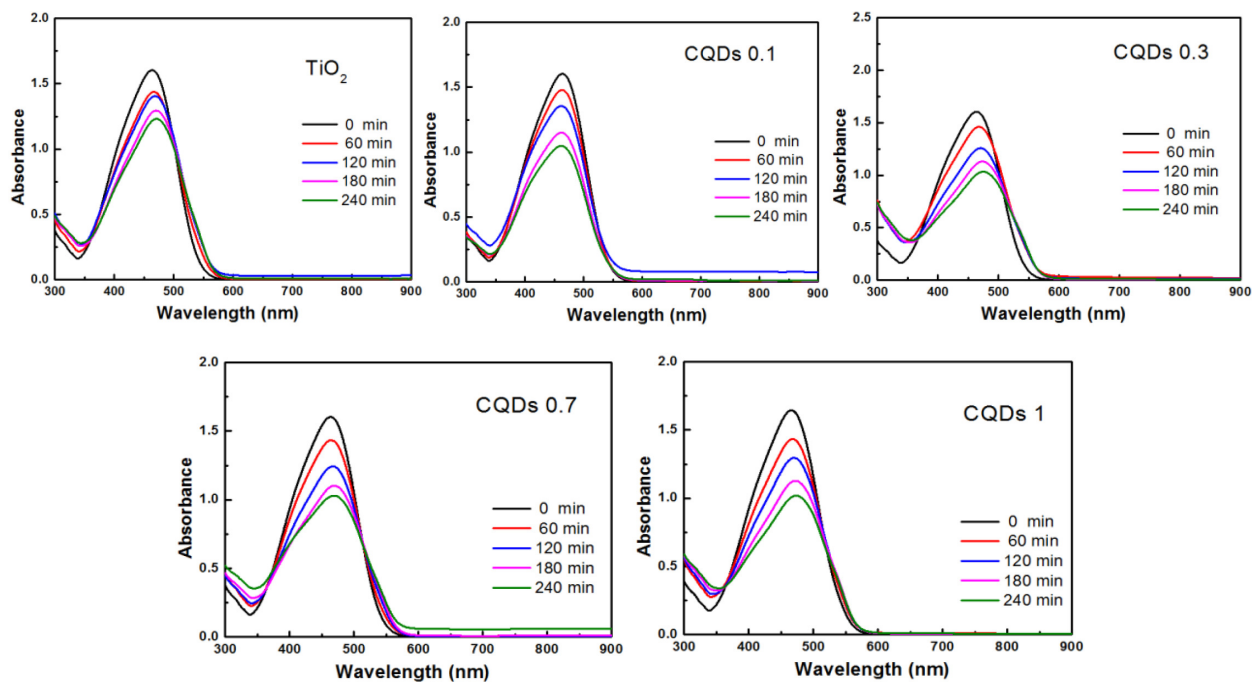 TiO2
0 min
60 min
120 min
180 min
240 min
Absorbance
2.0
1.5
1.0
0.5
0.0
300 400 500 600 700 800 900
Wavelength (nm)
CQDs 0.1
0 min
60 min
120 min
180 min
240 min
Absorbance
2.0
1.5
1.0
0.5
0.0
300 400 500 600 700 800 900
Wavelength (nm)
CQDs 0.3
0 min
60 min
120 min
180 min
240 min
Absorbance
2.5
2.0
1.5
1.0
0.5
0.0
300 400 500 600 700 800 900
Wavelength (nm)
CQDs 0.7
0 min
60 min
120 min
180 min
240 min
Absorbance
2.0
1.5
1.0
0.5
0.0
300 400 500 600 700 800 900
Wavelength (nm)
CQDs 1
0 min
60 min
120 min
180 min
240 min
Absorbance
2.0
1.5
1.0
0.5
0.0
300 400 500 600 700 800 900
Wavelength (nm)